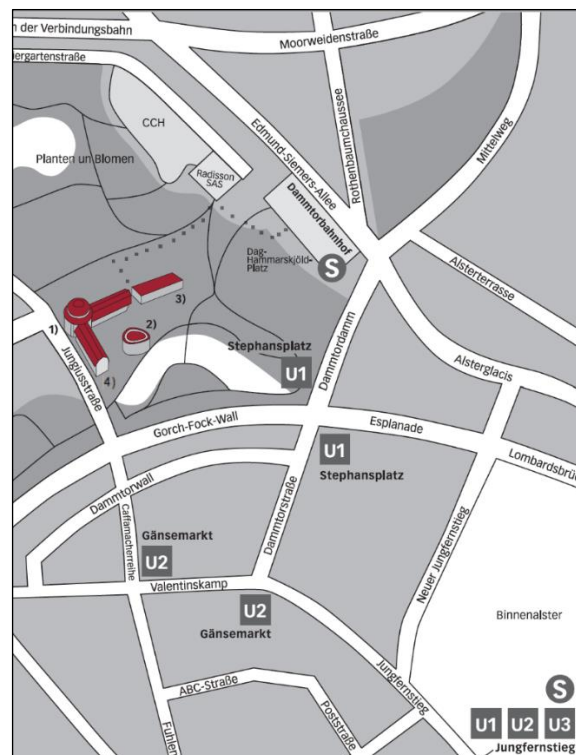 n der Verbindungsbahn
Moorweidenstraße
iergartenstraße
CCH
Planten un Blomen
Radisson
SAS
Edmund-Siemers-Allee
Rothenbaumchaussee
Mittelweg
Dammtorbahnhof
Dag-
Hammarskjöld-
Platz
S
Alsterterrasse
3)
2)
1)
4)
Jungiusstraße
Stephansplatz
U1
Dammtordamm
Alsterglacis
Gorch-Fock-Wall
Esplanade
Lombardsbrü
U1
Stephansplatz
Dammtorwall
Caffamacherreihe
Dammtorstraße
Gänsemarkt
U2
Valentinskamp
U2
Gänsemarkt
Neuer Jungfernstieg
Binnenalster
Jungfernstieg
ABC-Straße
Poststraße
Fuhlen
S
U1 U2 U3
Jungfernstieg